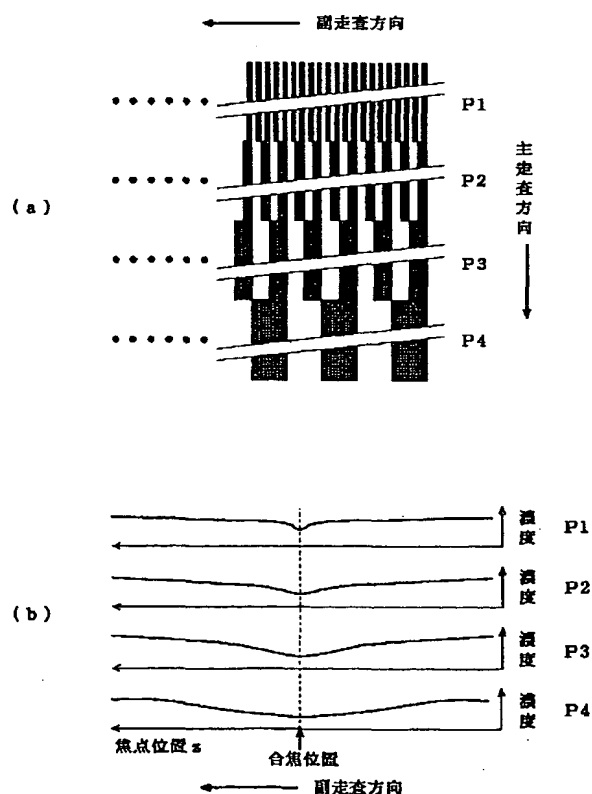 副走査方向
P1
P2
(a)
P3
P4
主走査方向
濃度 P1
濃度 P2
(b)
濃度 P3
濃度 P4
焦点位置z
合焦位置
副走査方向